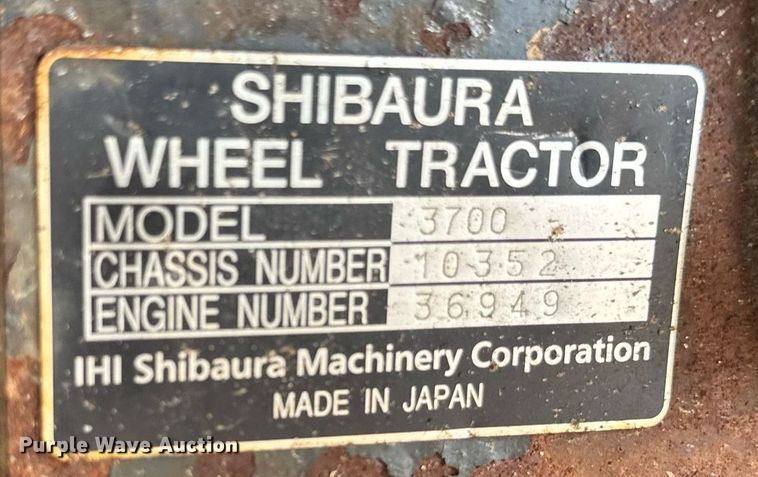 SHIBAURA
WHEEL TRACTOR
MODEL 3700
CHASSIS NUMBER 10352
ENGINE NUMBER 36949
IHI Shibaura Machinery Corporation
MADE IN JAPAN
Purple Wave Auction